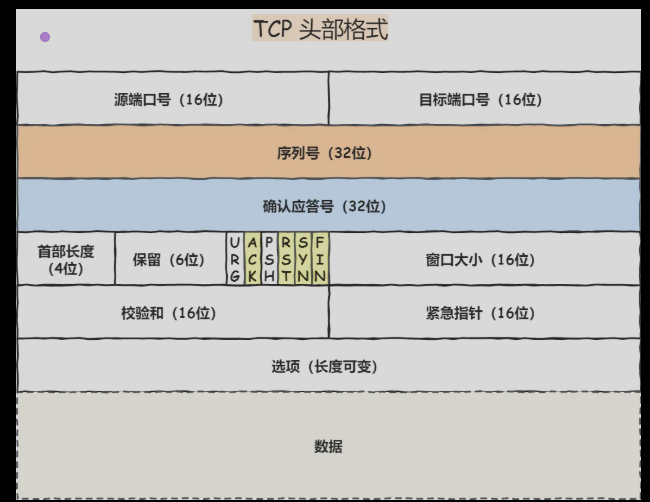 TCP 头部格式
源端口号（16位）
目标端口号（16位）
序列号（32位）
确认应答号（32位）
首部长度
（4位）
保留（6位）
URG
ACK
PSH
RST
SYN
FIN
窗口大小（16位）
校验和（16位）
紧急指针（16位）
选项（长度可变）
数据